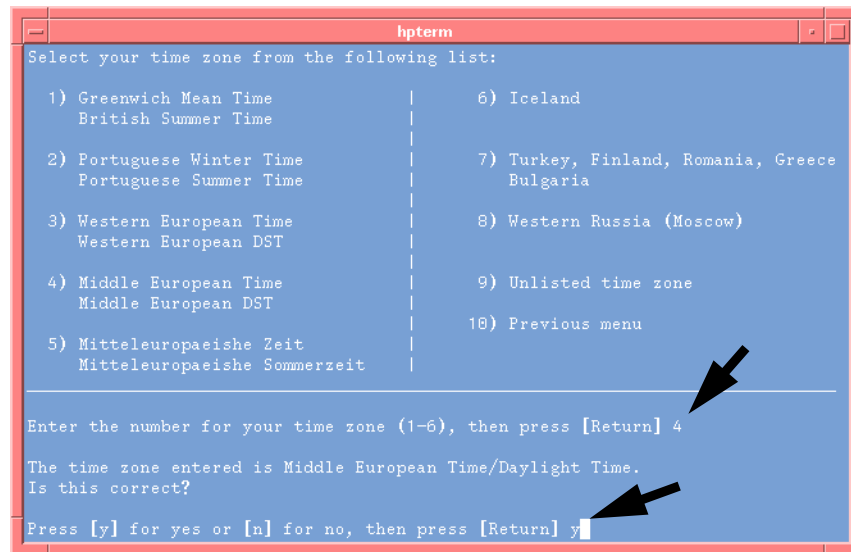 hpterm
Select your time zone from the following list:
1) Greenwich Mean Time | 6) Iceland
British Summer Time |
|
2) Portuguese Winter Time | 7) Turkey, Finland, Romania, Greece
Portuguese Summer Time | Bulgaria
|
3) Western European Time | 8) Western Russia (Moscow)
Western European DST |
|
4) Middle European Time | 9) Unlisted time zone
Middle European DST |
| 10) Previous menu
5) Mitteleuropaeishe Zeit |
Mitteleuropaeishe Sommerzeit |
Enter the number for your time zone (1-6), then press [Return] 4
The time zone entered is Middle European Time/Daylight Time.
Is this correct?
Press [y] for yes or [n] for no, then press [Return] y